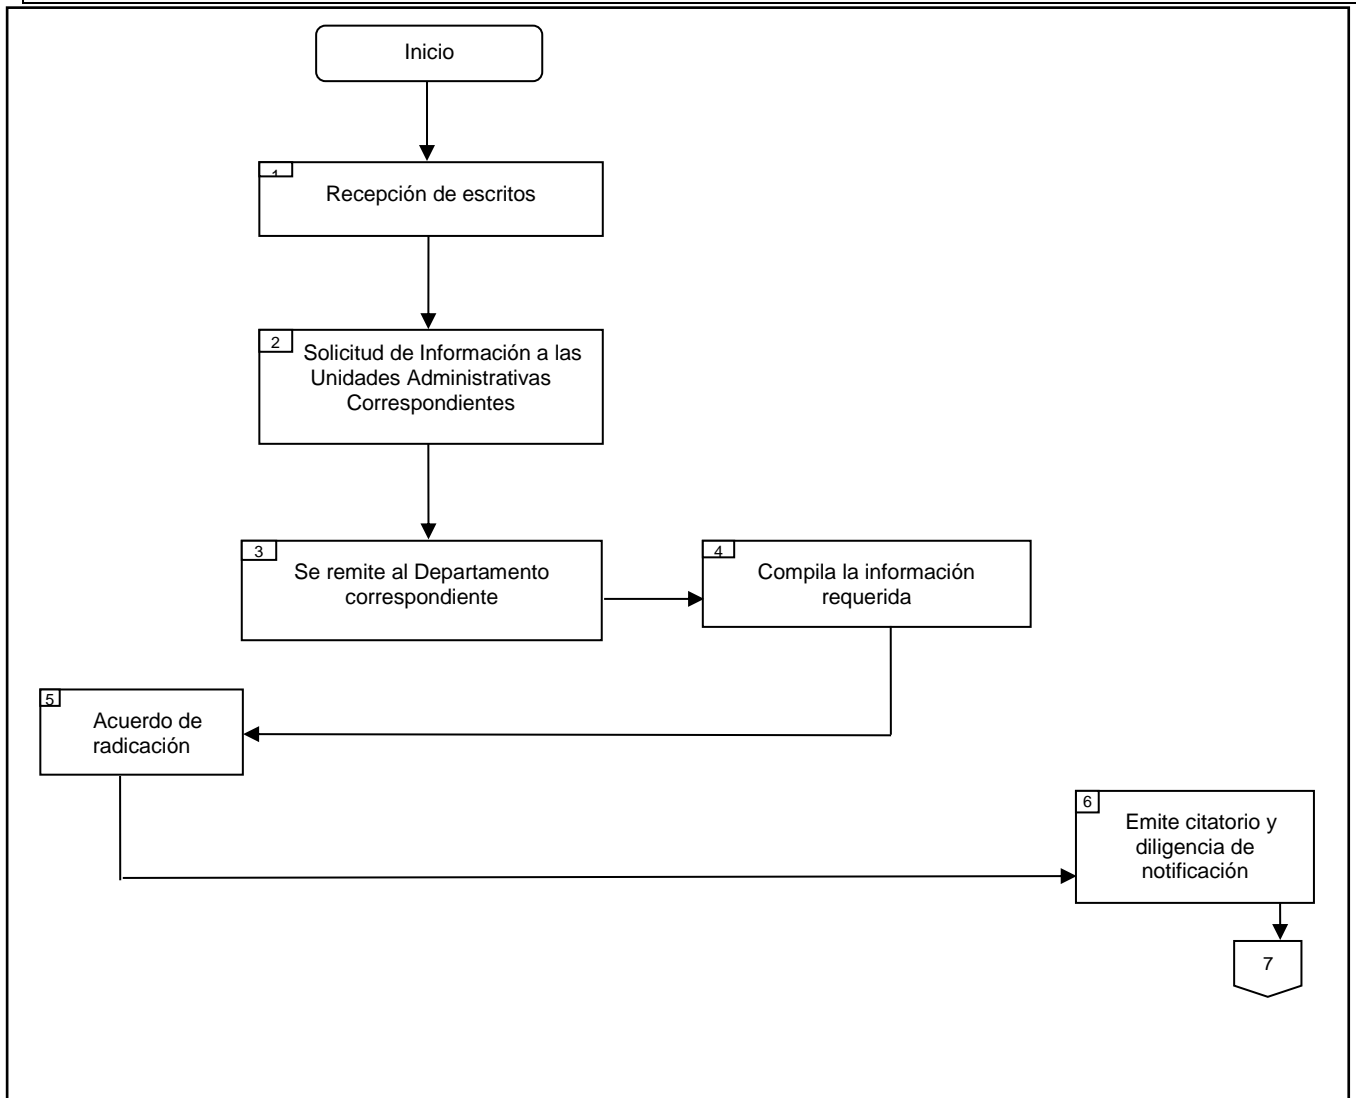 Inicio
1
Recepción de escritos
2
Solicitud de Información a las
Unidades Administrativas
Correspondientes
3
Se remite al Departamento
correspondiente
4
Compila la información
requerida
5
Acuerdo de
radicación
6
Emite citatorio y
diligencia de
notificación
7